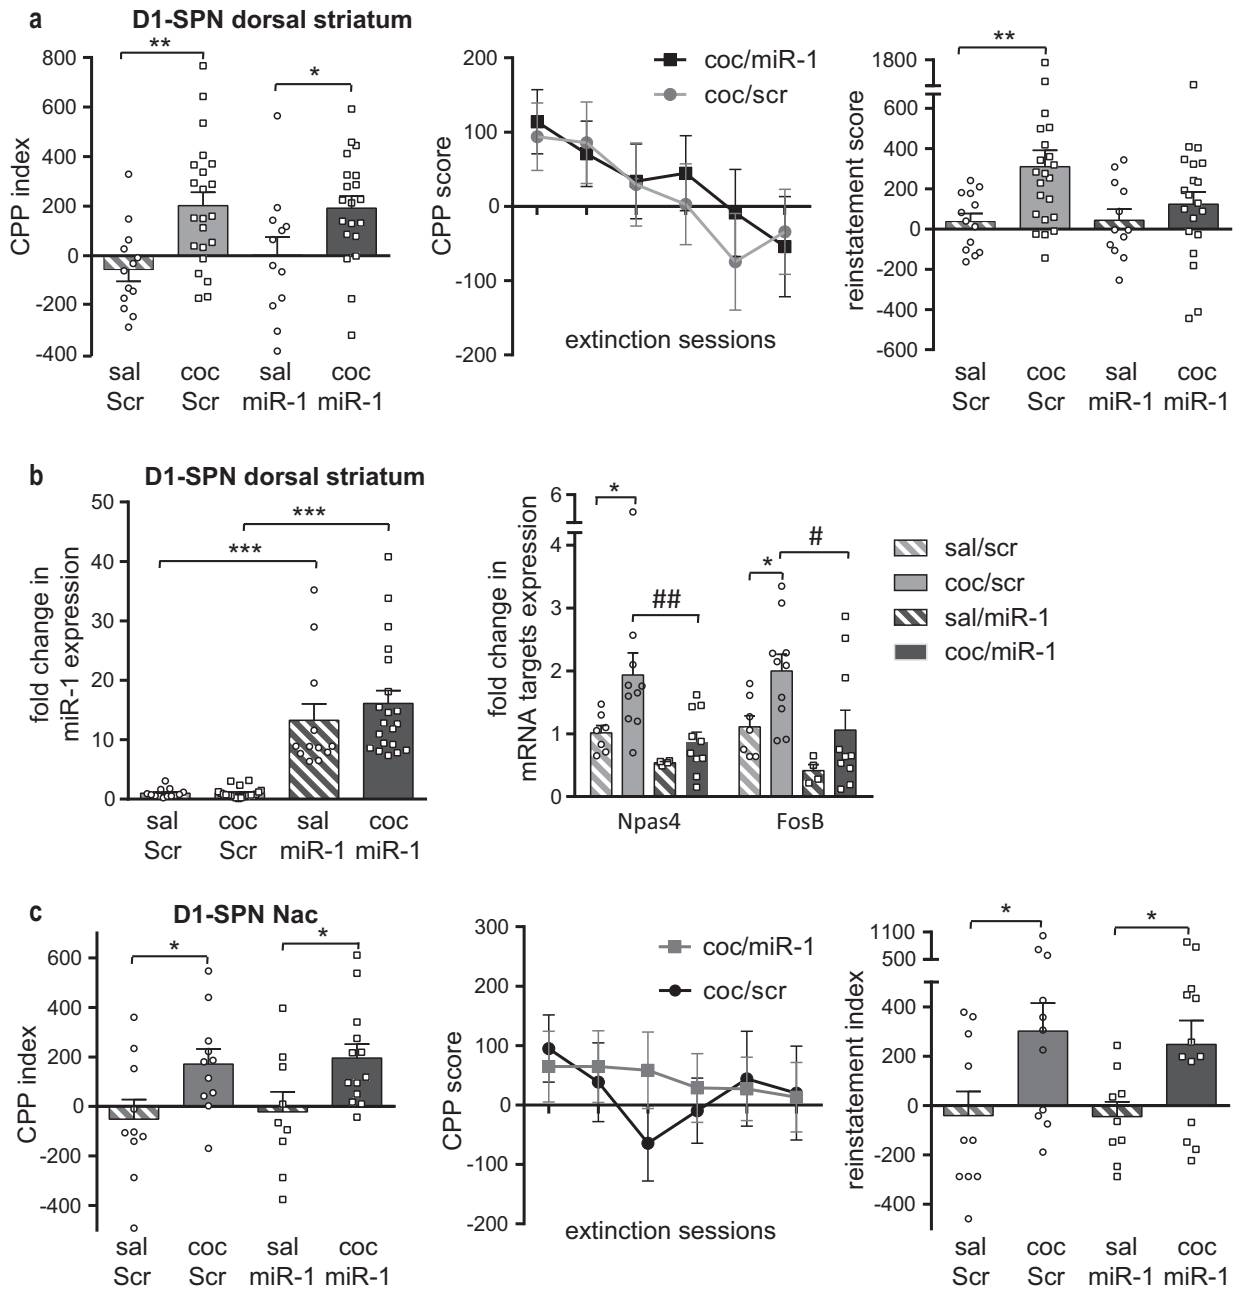 a
D1-SPN dorsal striatum
CPP index
800
600
400
200
0
-200
-400
**
*
sal
Scr
coc
Scr
sal
miR-1
coc
miR-1
CPP score
200
100
0
-100
-200
coc/miR-1
coc/scr
extinction sessions
reinstatement score
1800
600
400
200
0
-200
-400
-600
**
sal
Scr
coc
Scr
sal
miR-1
coc
miR-1
b
D1-SPN dorsal striatum
fold change in
miR-1 expression
50
40
30
20
10
0
***
***
sal
Scr
coc
Scr
sal
miR-1
coc
miR-1
fold change in
mRNA targets expression
6
4
3
2
1
0
*
##
*
#
Npas4
FosB
sal/scr
coc/scr
sal/miR-1
coc/miR-1
c
D1-SPN Nac
CPP index
600
400
200
0
-200
-400
*
*
sal
Scr
coc
Scr
sal
miR-1
coc
miR-1
CPP score
300
200
100
0
-100
-200
coc/miR-1
coc/scr
extinction sessions
reinstatement index
1100
500
400
200
0
-200
-400
*
*
sal
Scr
coc
Scr
sal
miR-1
coc
miR-1